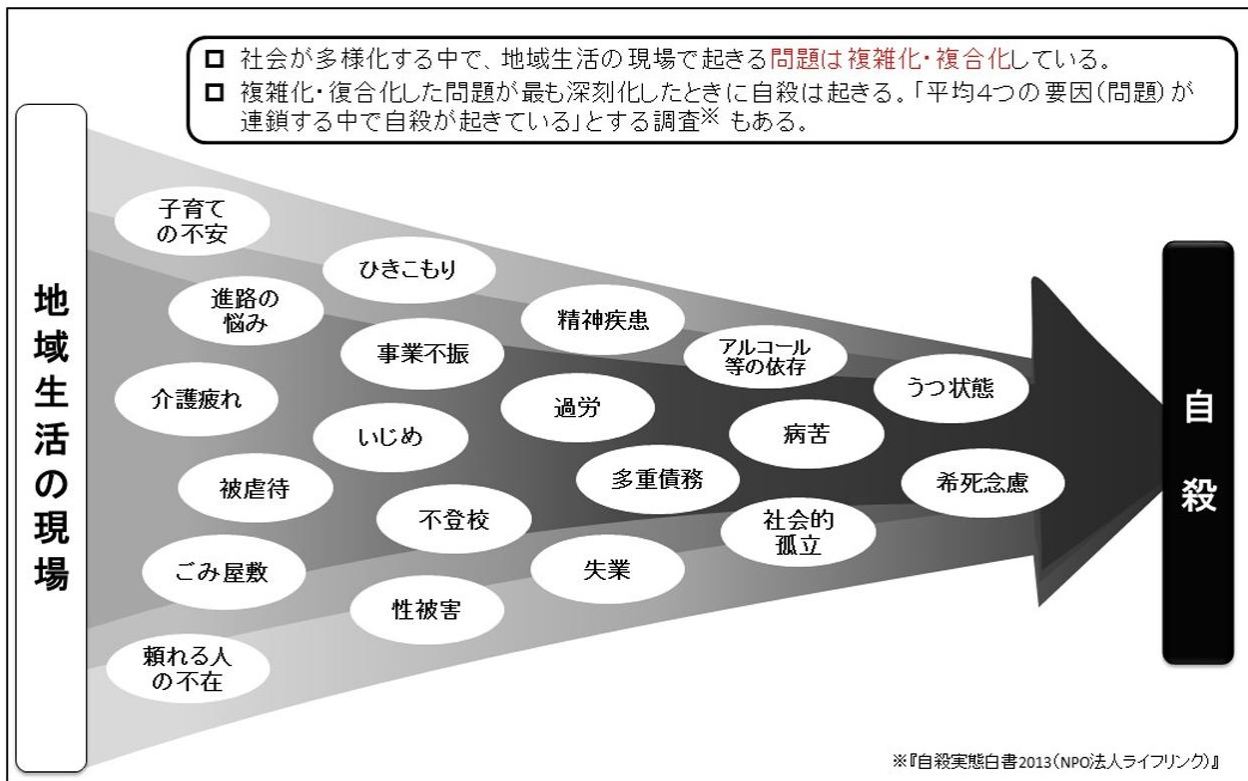 □ 社会が多様化する中で、地域生活の現場で起きる問題は複雑化・複合化している。
□ 複雑化・復合化した問題が最も深刻化したときに自殺は起きる。「平均4つの要因(問題)が
連鎖する中で自殺が起きている」とする調査※ もある。
地域生活の現場
子育て
の不安
進路の
悩み
介護疲れ
被虐待
ごみ屋敷
頼れる人
の不在
ひきこもり
事業不振
いじめ
不登校
性被害
精神疾患
過労
多重債務
失業
アルコール
等の依存
病苦
社会的
孤立
うつ状態
希死念慮
自殺
※『自殺実態白書2013(NPO法人ライフリンク)』